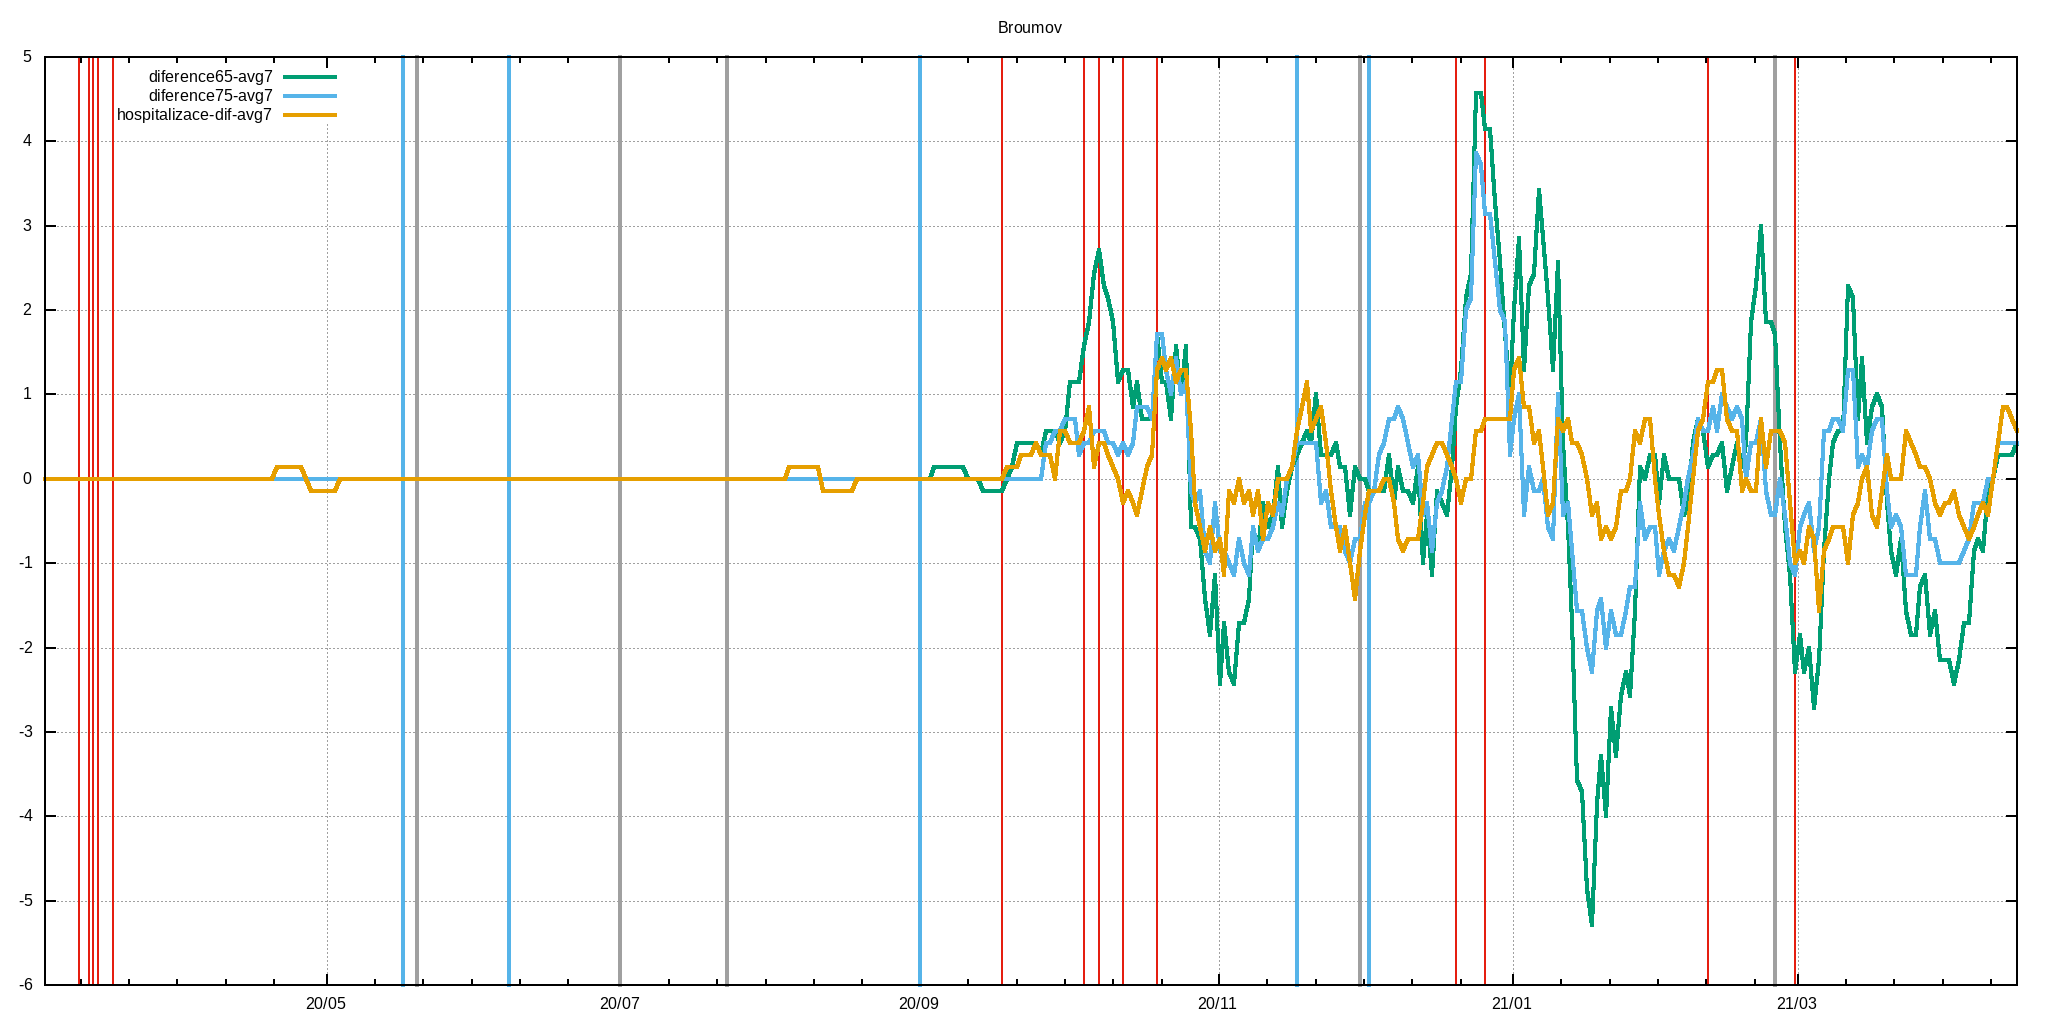 Broumov
5
diference65-avg7
diference75-avg7
hospitalizace-dif-avg7
4
3
2
1
0
-1
-2
-3
-4
-5
-6
20/05 20/07 20/09 20/11 21/01 21/03